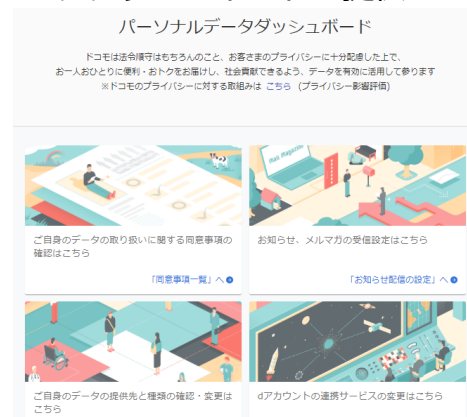 パーソナルデータダッシュボード
ドコモは法令順守はもちろんのこと、お客さまのプライバシーに十分配慮した上で、
お一人おひとりに便利・おトクをお届けし、社会貢献できるよう、データを有効に活用して参ります
※ドコモのプライバシーに対する取組みは こちら (プライバシー影響評価)
Mail Magazine
ご自身のデータの取り扱いに関する同意事項の
確認はこちら
「同意事項一覧」へ
お知らせ、メルマガの受信設定はこちら
「お知らせ配信の設定」へ
ご自身のデータの提供先と種類の確認・変更は
こちら
dアカウントの連携サービスの変更はこちら